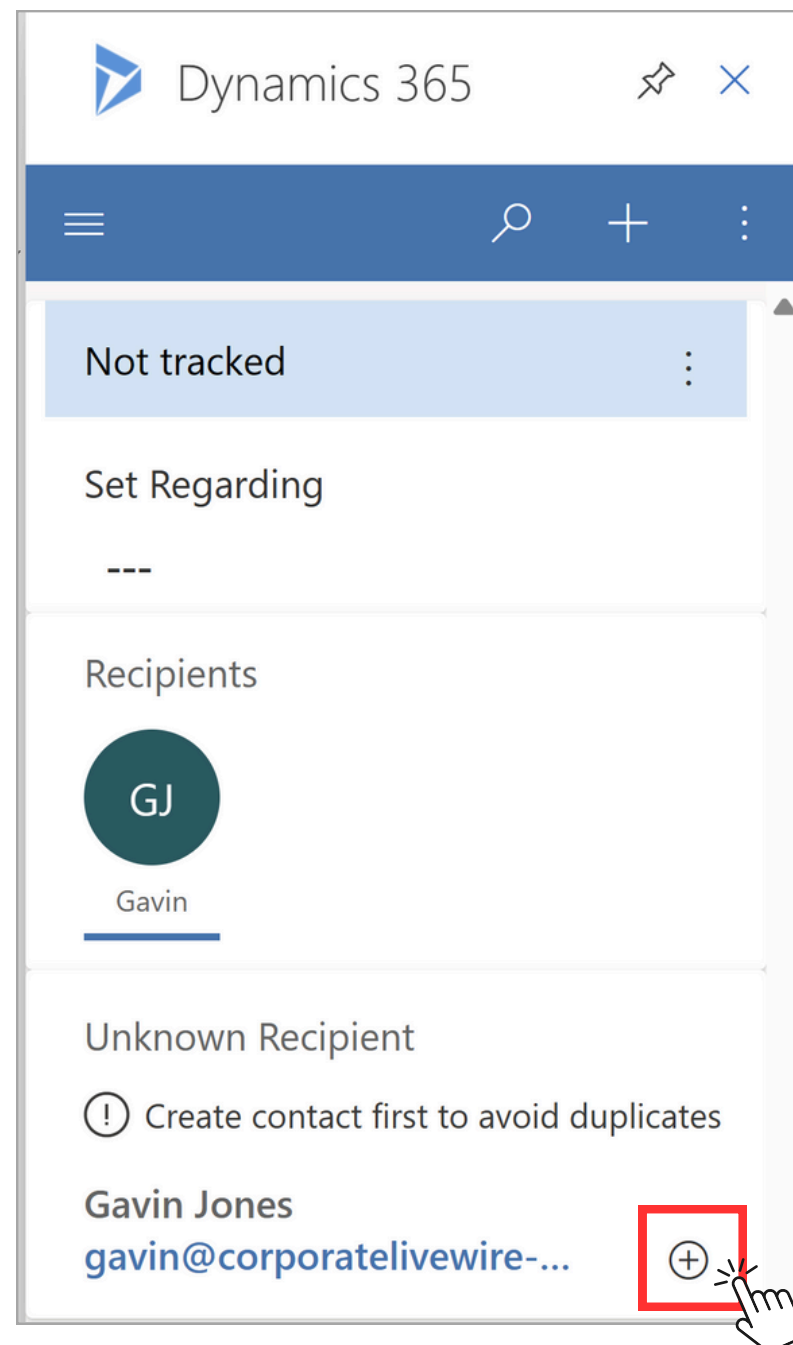 Dynamics 365
Not tracked
Set Regarding
---
Recipients
GJ
Gavin
Unknown Recipient
Create contact first to avoid duplicates
Gavin Jones
gavin@corporatelivewire-...